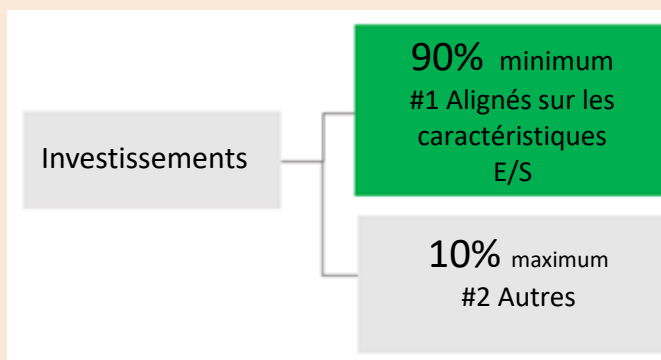 Investissements
90% minimum
#1 Alignés sur les
caractéristiques
E/S
10% maximum
#2 Autres